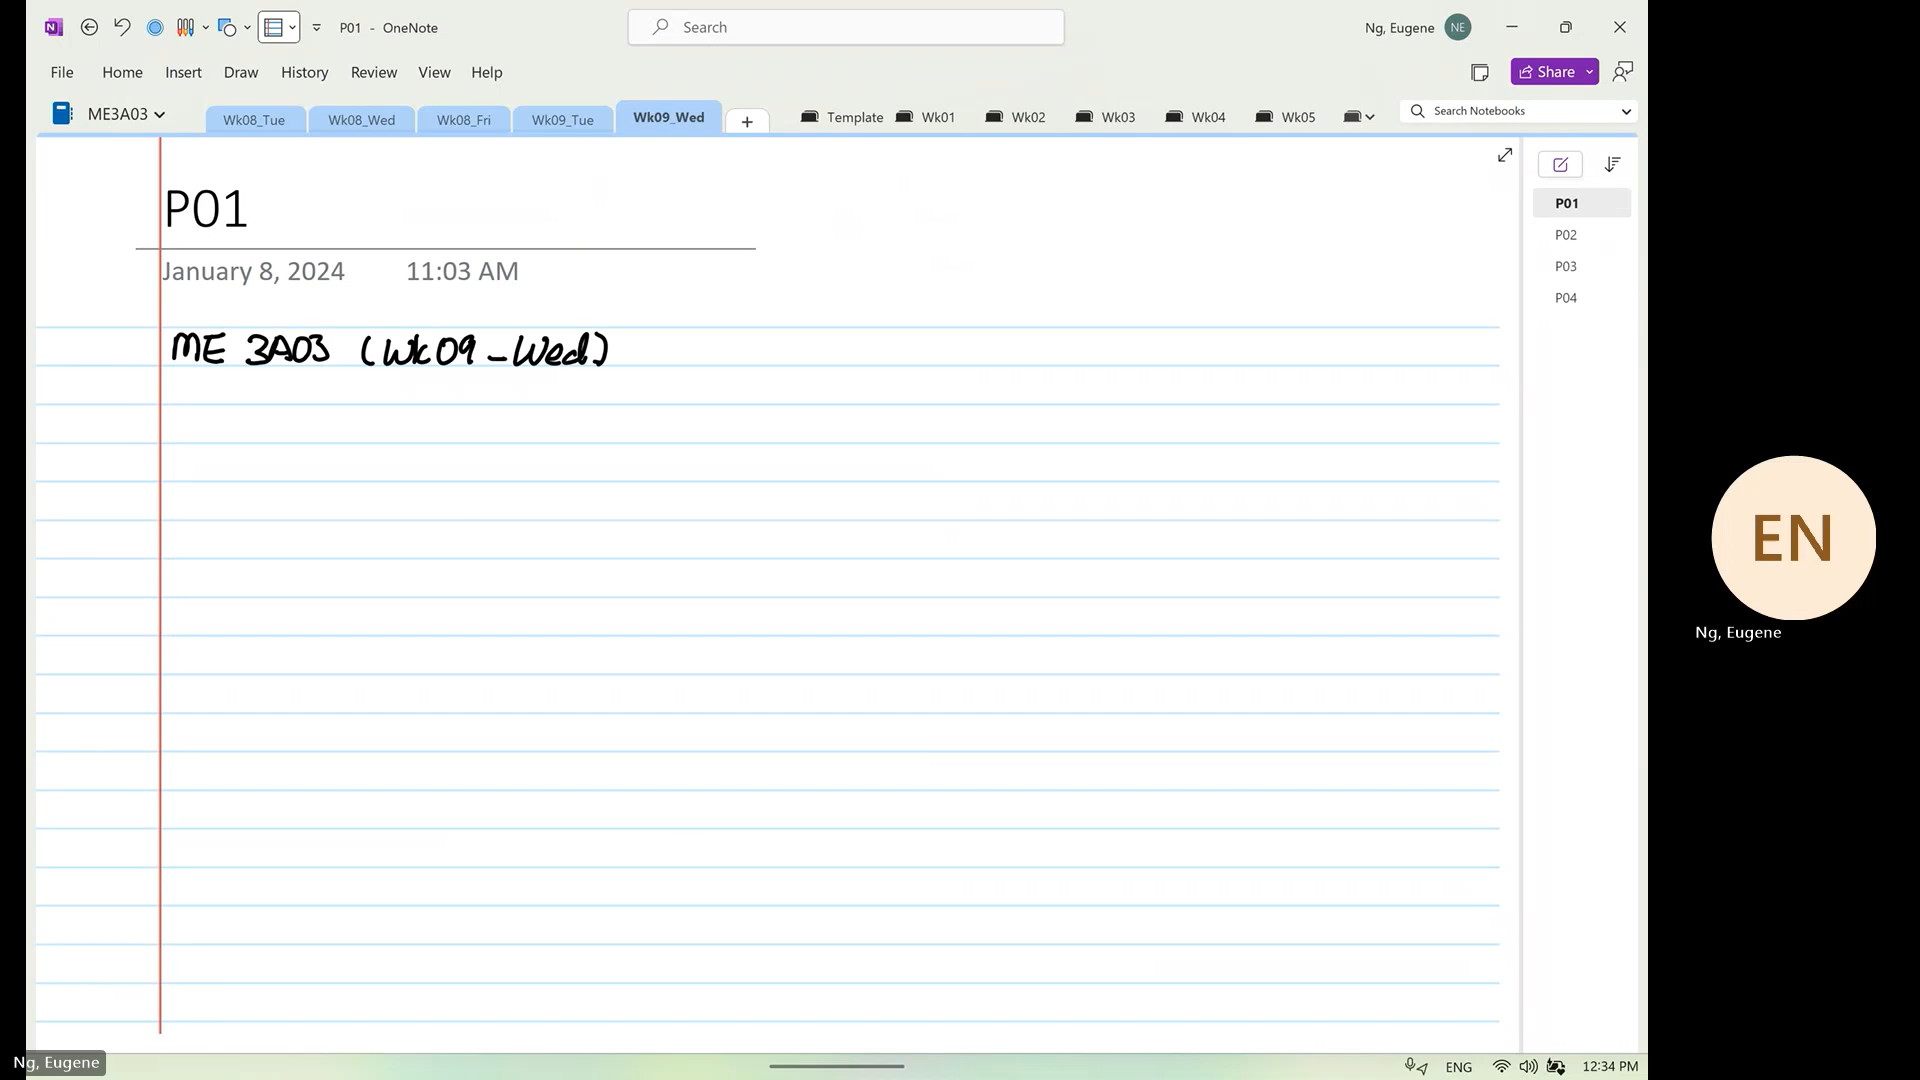 P01 - OneNote
Search
Ng, Eugene
NE
File Home Insert Draw History Review View Help
Share
ME3A03
Wk08_Tue
Wk08_Wed
Wk08_Fri
Wk09_Tue
Wk09_Wed
Template
Wk01
Wk02
Wk03
Wk04
Wk05
Search Notebooks
P01
January 8, 2024 11:03 AM
ME 3A03 (Wk09 - Wed)
P01
P02
P03
P04
EN
Ng, Eugene
Ng, Eugene
ENG
12:34 PM